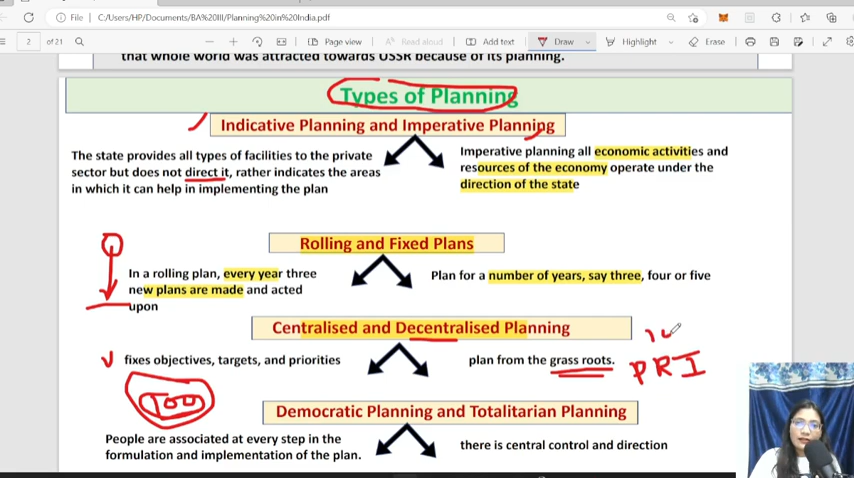 File | C:/Users/HP/Documents/BA%20III/Planning%20in%20India.pdf
2 of 21 Page view Read aloud Add text Draw Highlight Erase
that whole world was attracted towards USSR because of its planning.
Types of Planning
Indicative Planning and Imperative Planning
The state provides all types of facilities to the private
sector but does not direct it, rather indicates the areas
in which it can help in implementing the plan
Imperative planning all economic activities and
resources of the economy operate under the
direction of the state
Rolling and Fixed Plans
In a rolling plan, every year three
new plans are made and acted
upon
Plan for a number of years, say three, four or five
Centralised and Decentralised Planning
fixes objectives, targets, and priorities
plan from the grass roots.
PRI
Democratic Planning and Totalitarian Planning
People are associated at every step in the
formulation and implementation of the plan.
there is central control and direction